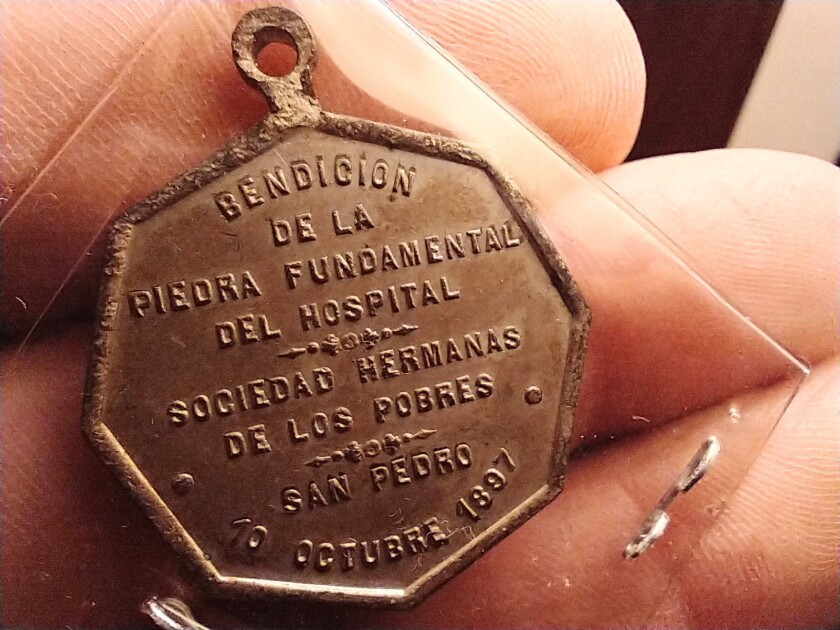 BENDICION
DE LA
PIEDRA FUNDAMENTAL
DEL HOSPITAL
SOCIEDAD HERMANAS
DE LOS POBRES
SAN PEDRO
10 OCTUBRE 1897